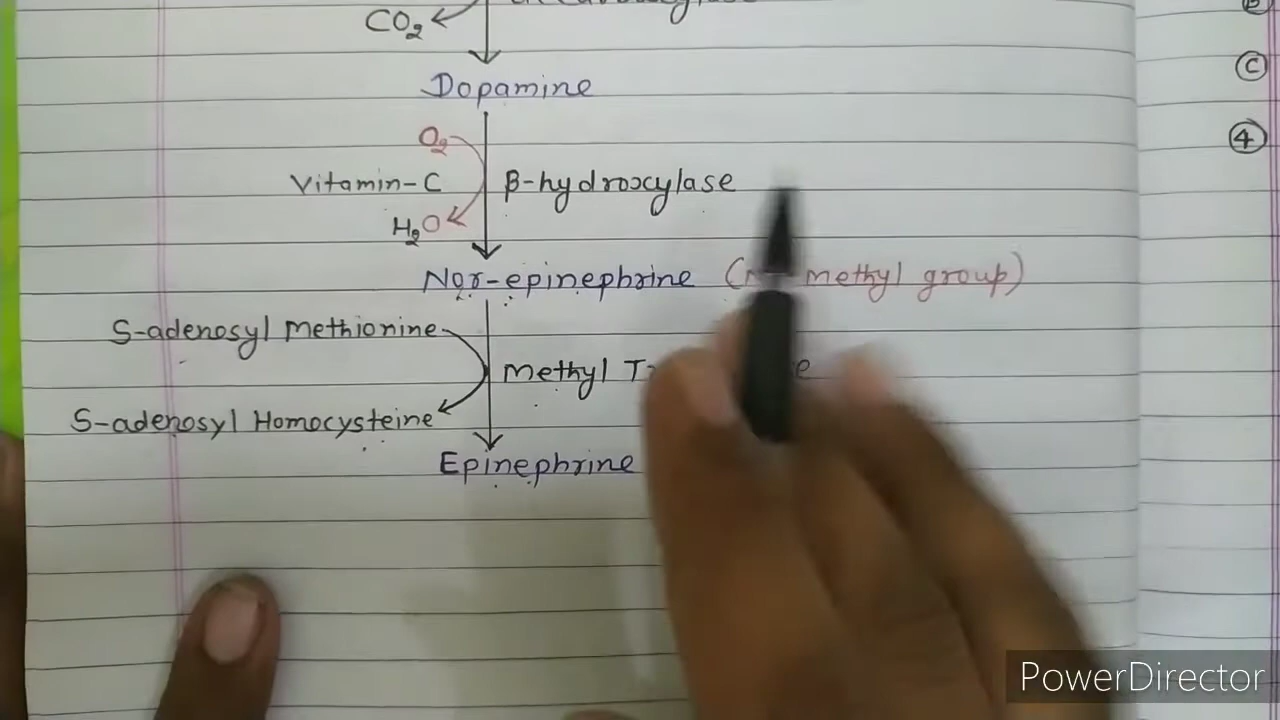 CO2
Dopamine
O2
Vitamin-C
β-hydroxylase
H2O
Nor-epinephrine ( methyl group)
S-adenosyl Methionine
Methyl
S-adenosyl Homocysteine
Epinephrine
C
4
PowerDirector